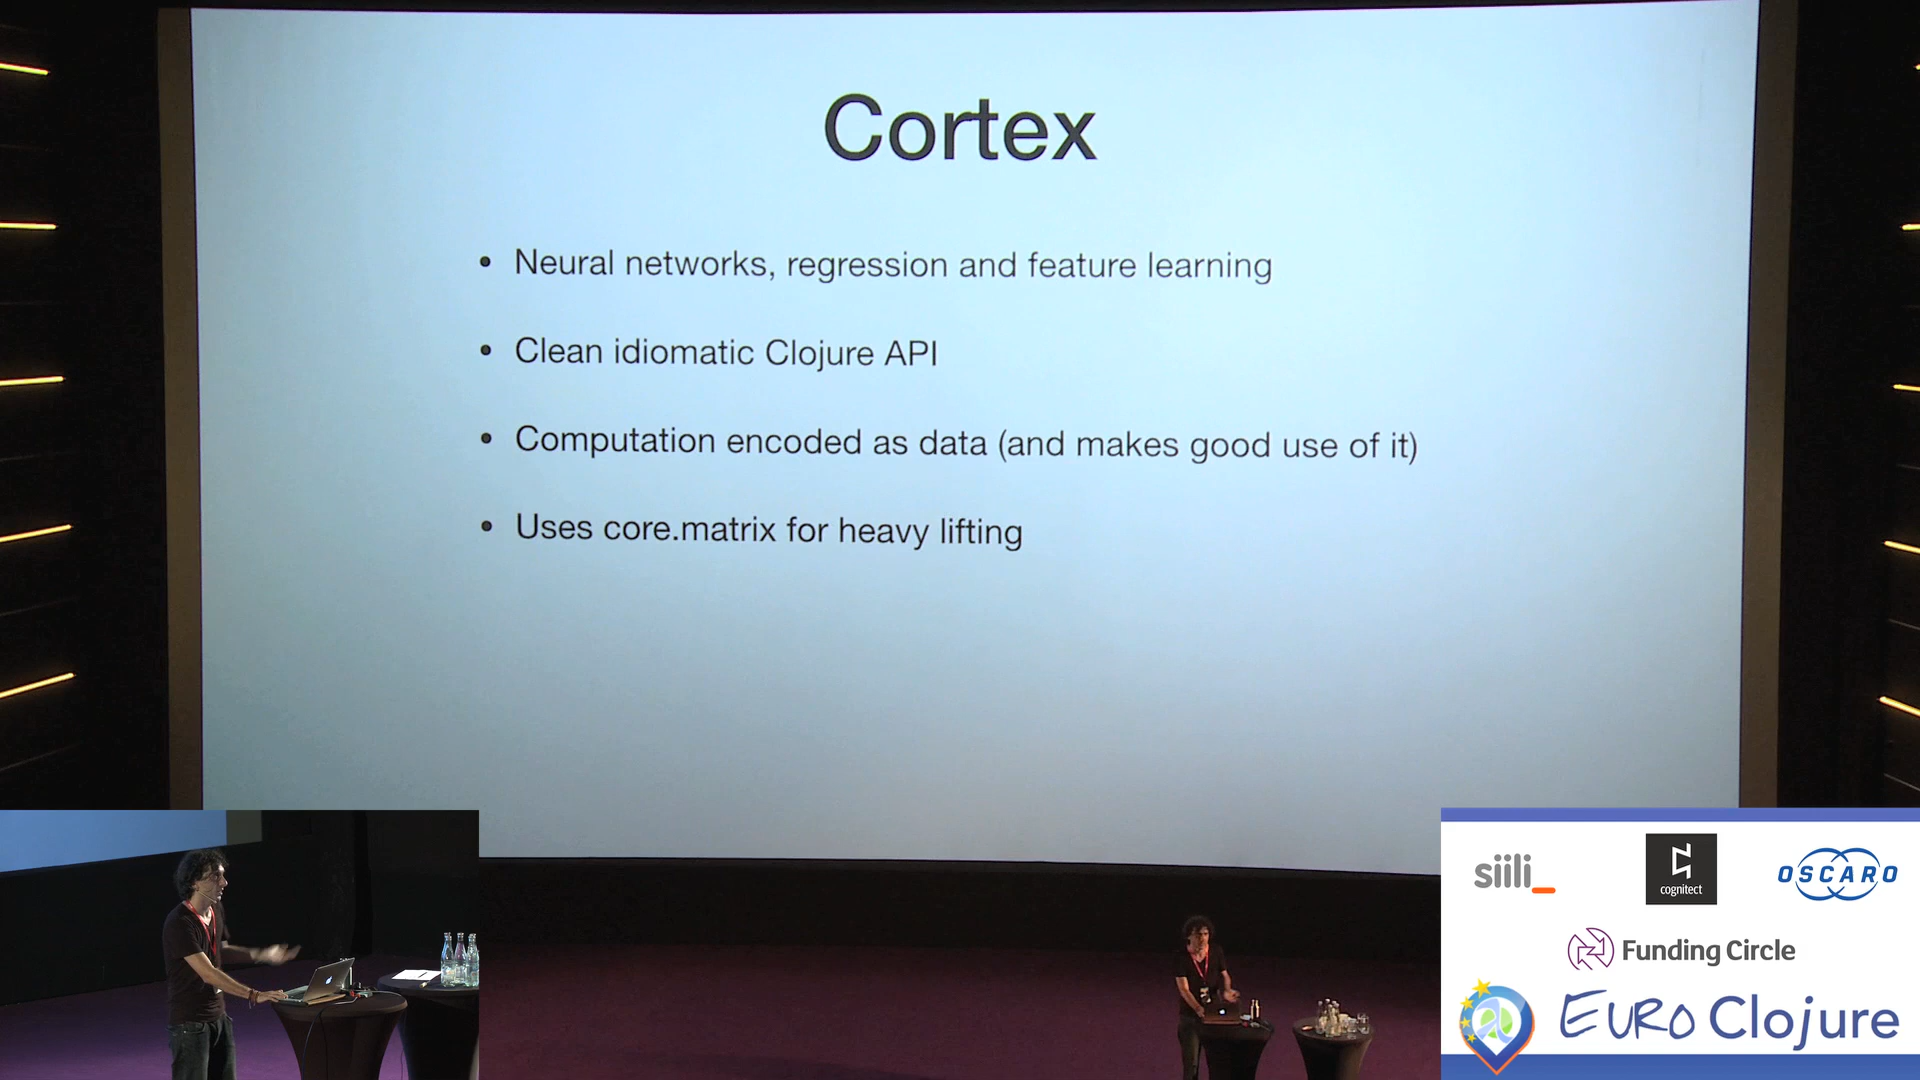 Cortex
• Neural networks, regression and feature learning
• Clean idiomatic Clojure API
• Computation encoded as data (and makes good use of it)
• Uses core.matrix for heavy lifting
siili_
cognitect
OSCARO
Funding Circle
EURO Clojure